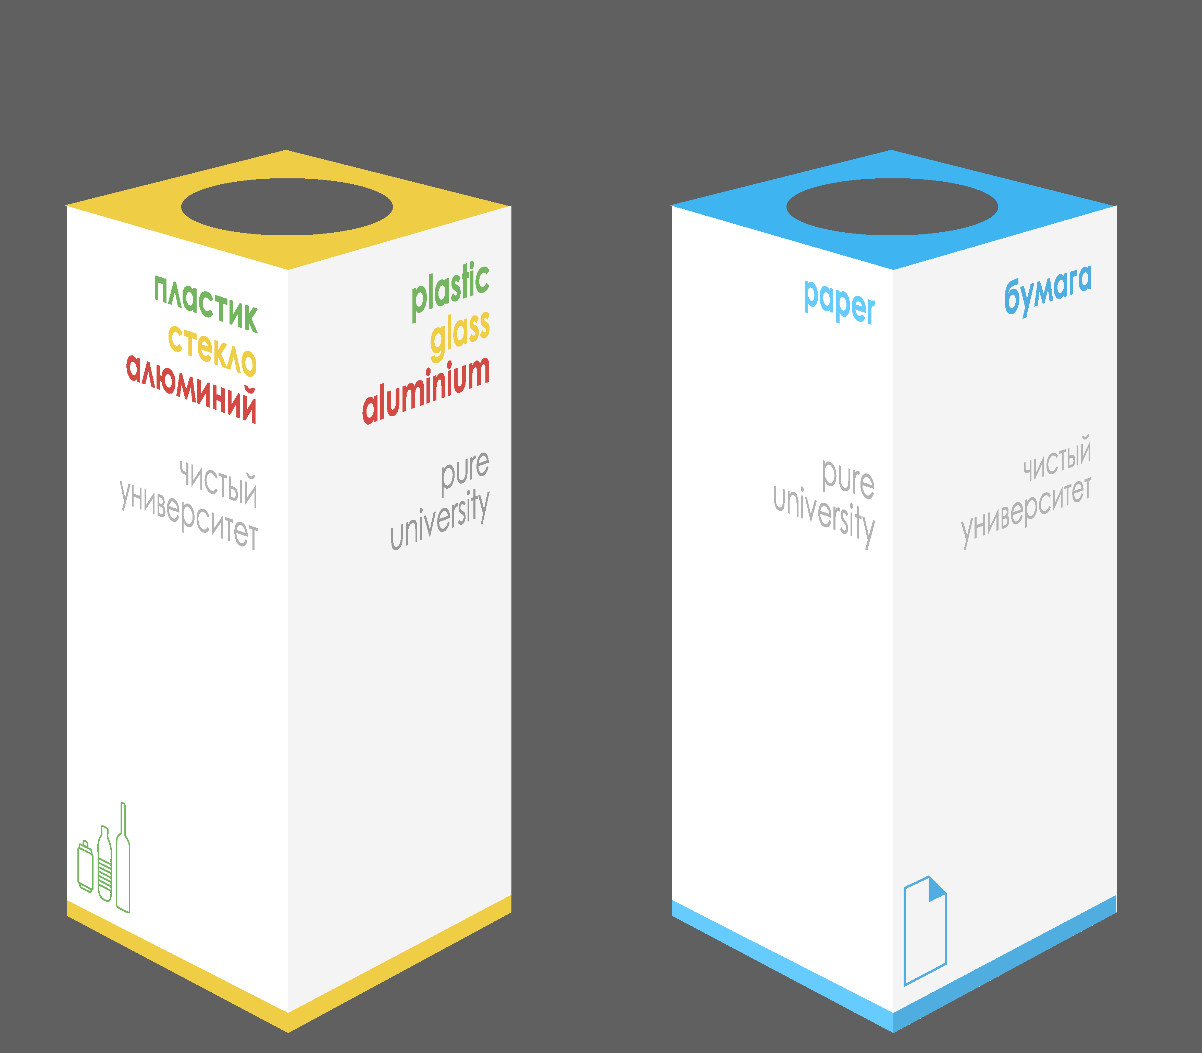 пластик
стекло
алюминий
чистый
университет
plastic
glass
aluminium
pure
university
paper
pure
university
бумага
чистый
университет